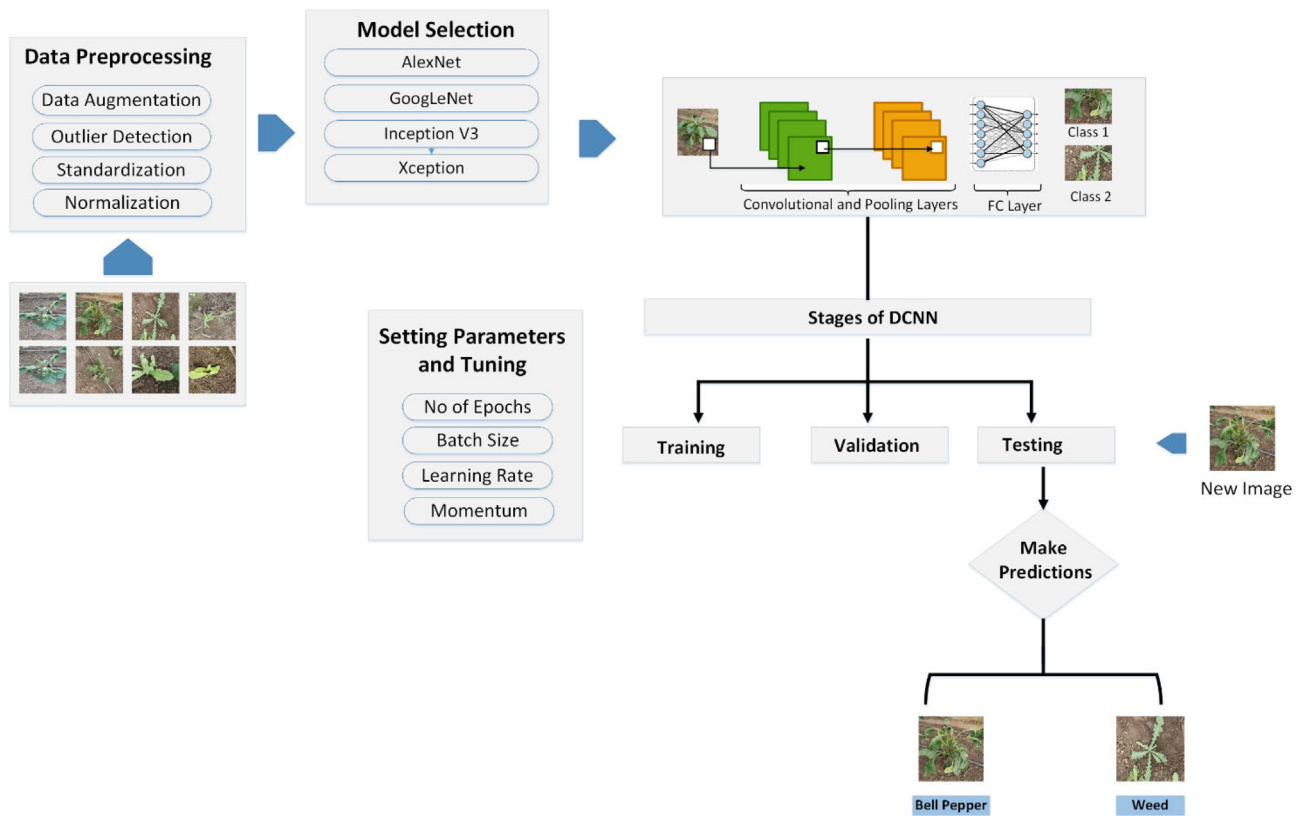 Data Preprocessing
Data Augmentation
Outlier Detection
Standardization
Normalization
Model Selection
AlexNet
GoogLeNet
Inception V3
Xception
Class 1
Class 2
Convolutional and Pooling Layers
FC Layer
Setting Parameters
and Tuning
No of Epochs
Batch Size
Learning Rate
Momentum
Stages of DCNN
Training
Validation
Testing
New Image
Make
Predictions
Bell Pepper
Weed